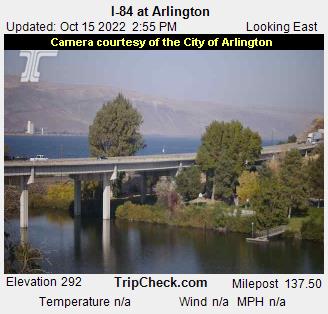 I-84 at Arlington
Updated: Oct 15 2022 2:55 PM Looking East
Camera courtesy of the City of Arlington
Elevation 292 TripCheck.com Milepost 137.50
Temperature n/a Wind n/a MPH n/a